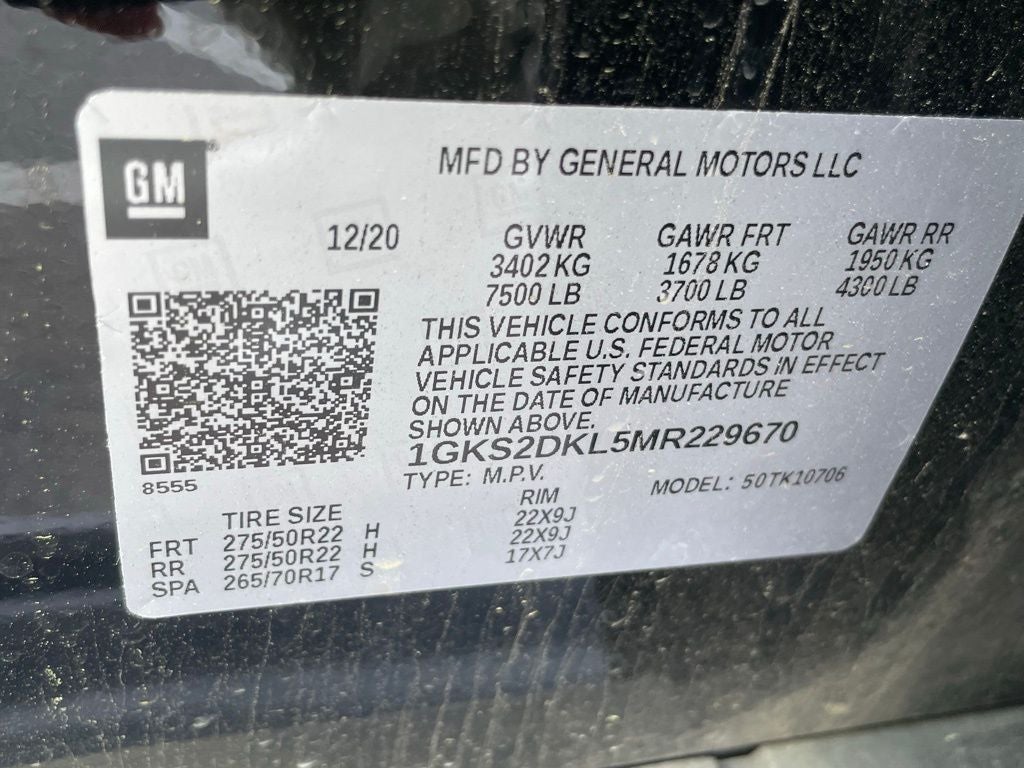 GM
MFD BY GENERAL MOTORS LLC
12/20 GVWR GAWR FRT GAWR RR
3402 KG 1678 KG 1950 KG
7500 LB 3700 LB 4300 LB
THIS VEHICLE CONFORMS TO ALL
APPLICABLE U.S. FEDERAL MOTOR
VEHICLE SAFETY STANDARDS IN EFFECT
ON THE DATE OF MANUFACTURE
SHOWN ABOVE.
1GKS2DKL5MR229670
8555
TYPE: M.P.V. MODEL: 50TK10706
TIRE SIZE RIM
FRT 275/50R22 H 22X9J
RR 275/50R22 H 22X9J
SPA 265/70R17 S 17X7J